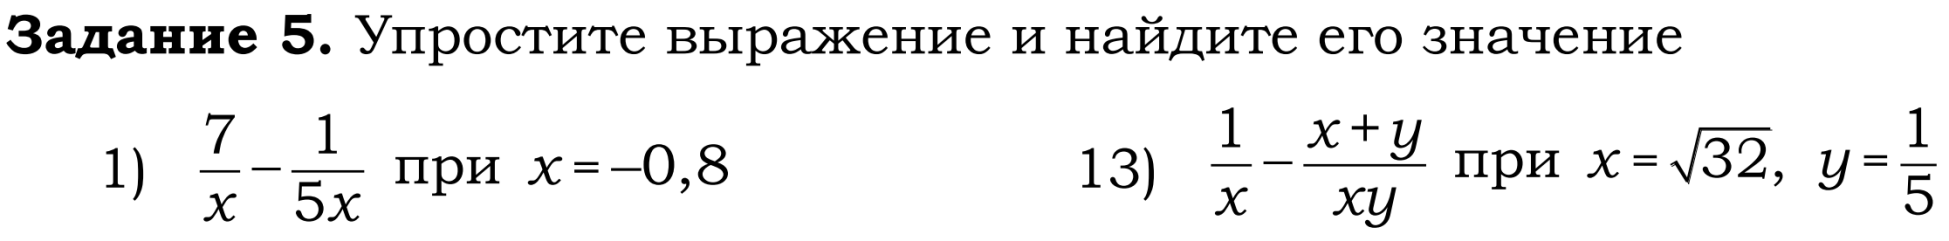 Задание 5. Упростите выражение и найдите его значение
1) 7/x − 1/5x при x = −0,8
13) 1/x − x+y/xy при x = √32, y = 1/5